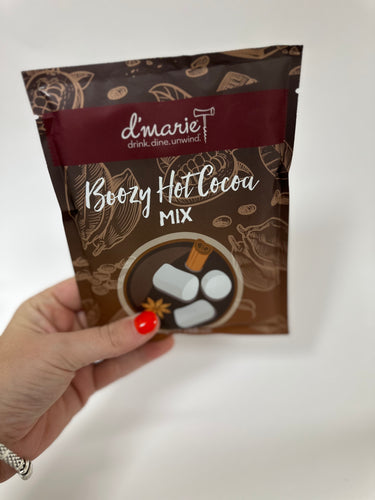 d'marie
drink. dine. unwind.
Boozy Hot Cocoa
MIX